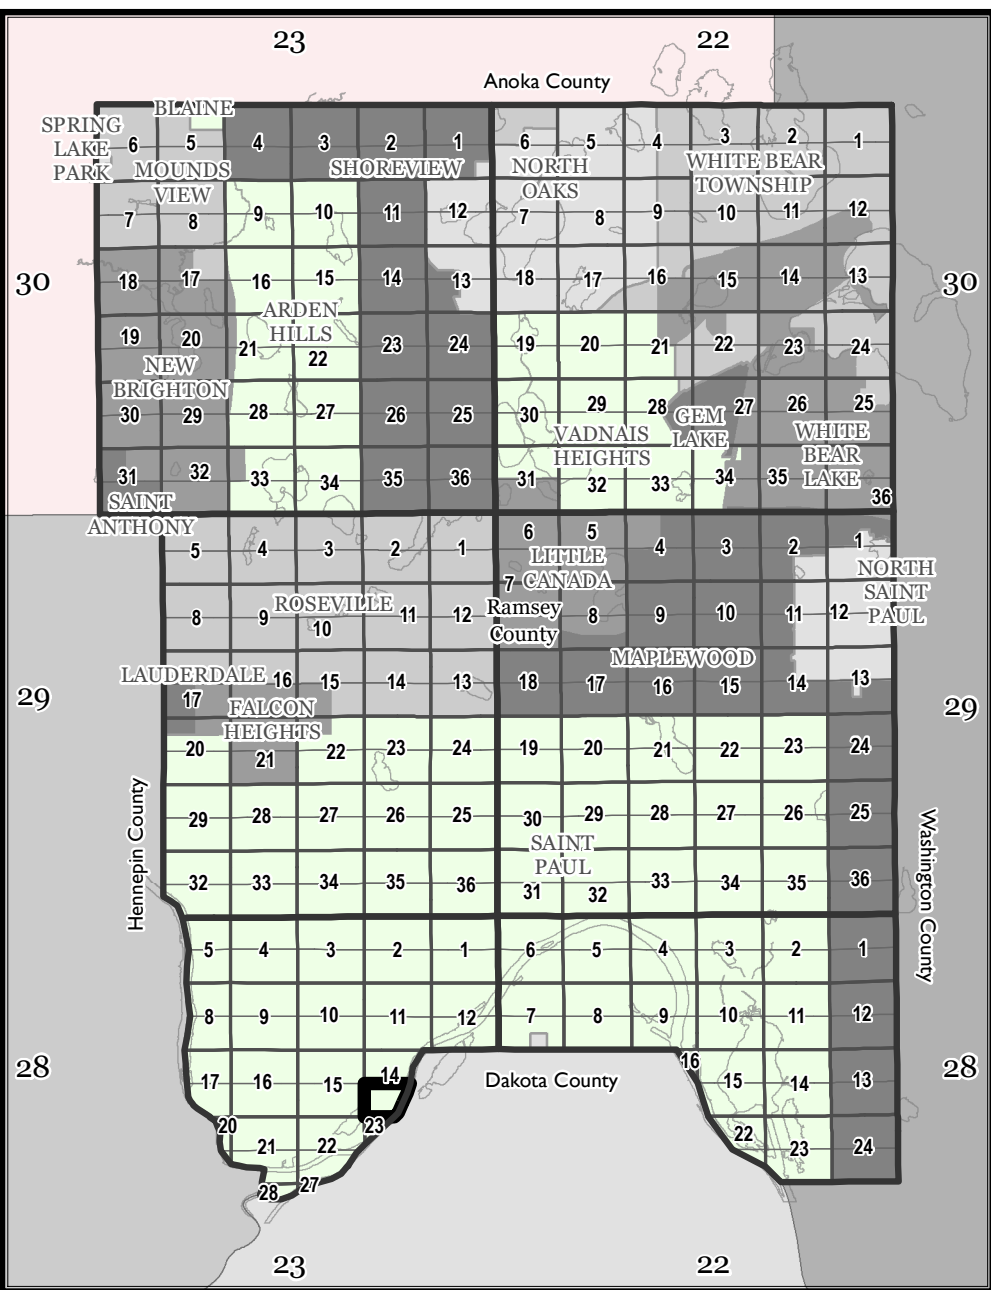 23 22
Anoka County
BLAINE
SPRING
LAKE
PARK
6 5 4 3 2 1 6 5 4 3 2 1
MOUNDS
VIEW
SHOREVIEW
NORTH
OAKS
WHITE BEAR
TOWNSHIP
7 8 9 10 11 12 7 8 9 10 11 12
30 18 17 16 15 14 13 18 17 16 15 14 13 30
ARDEN
HILLS
19 20 21 22 23 24 19 20 21 22 23 24
NEW
BRIGHTON
30 29 28 27 26 25 30 29 28 27 26 25
GEM
LAKE
VADNAIS
HEIGHTS
WHITE
BEAR
LAKE
31 32 33 34 35 36 31 32 33 34 35 36
SAINT
ANTHONY
5 4 3 2 1 6 5 4 3 2 1
LITTLE
CANADA
NORTH
SAINT
PAUL
8 9 10 11 12 7 8 9 10 11 12
ROSEVILLE
Ramsey
County
MAPLEWOOD
LAUDERDALE
29 17 16 15 14 13 18 17 16 15 14 13 29
FALCON
HEIGHTS
20 21 22 23 24 19 20 21 22 23 24
Hennepin County
29 28 27 26 25 30 29 28 27 26 25
Washington County
SAINT
PAUL
32 33 34 35 36 31 32 33 34 35 36
5 4 3 2 1 6 5 4 3 2 1
8 9 10 11 12 7 8 9 10 11 12
28 17 16 15 14 16 15 14 13 28
Dakota County
20 21 22 23 22 23 24
28 27
23 22